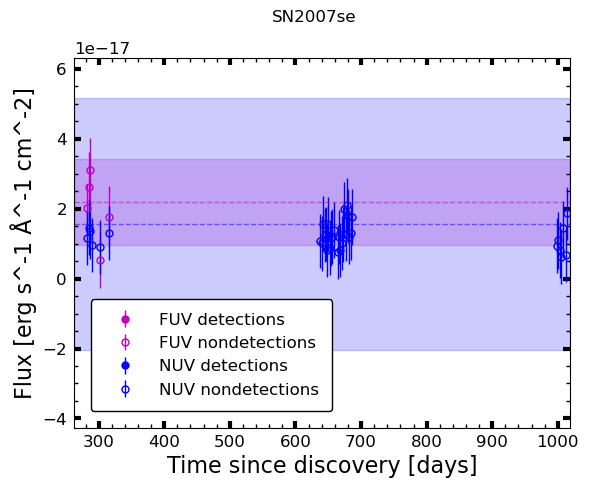 SN2007se
1e−17
6
4
2
0
−2
−4
Flux [erg s^-1 Å^-1 cm^-2]
FUV detections
FUV nondetections
NUV detections
NUV nondetections
300 400 500 600 700 800 900 1000
Time since discovery [days]